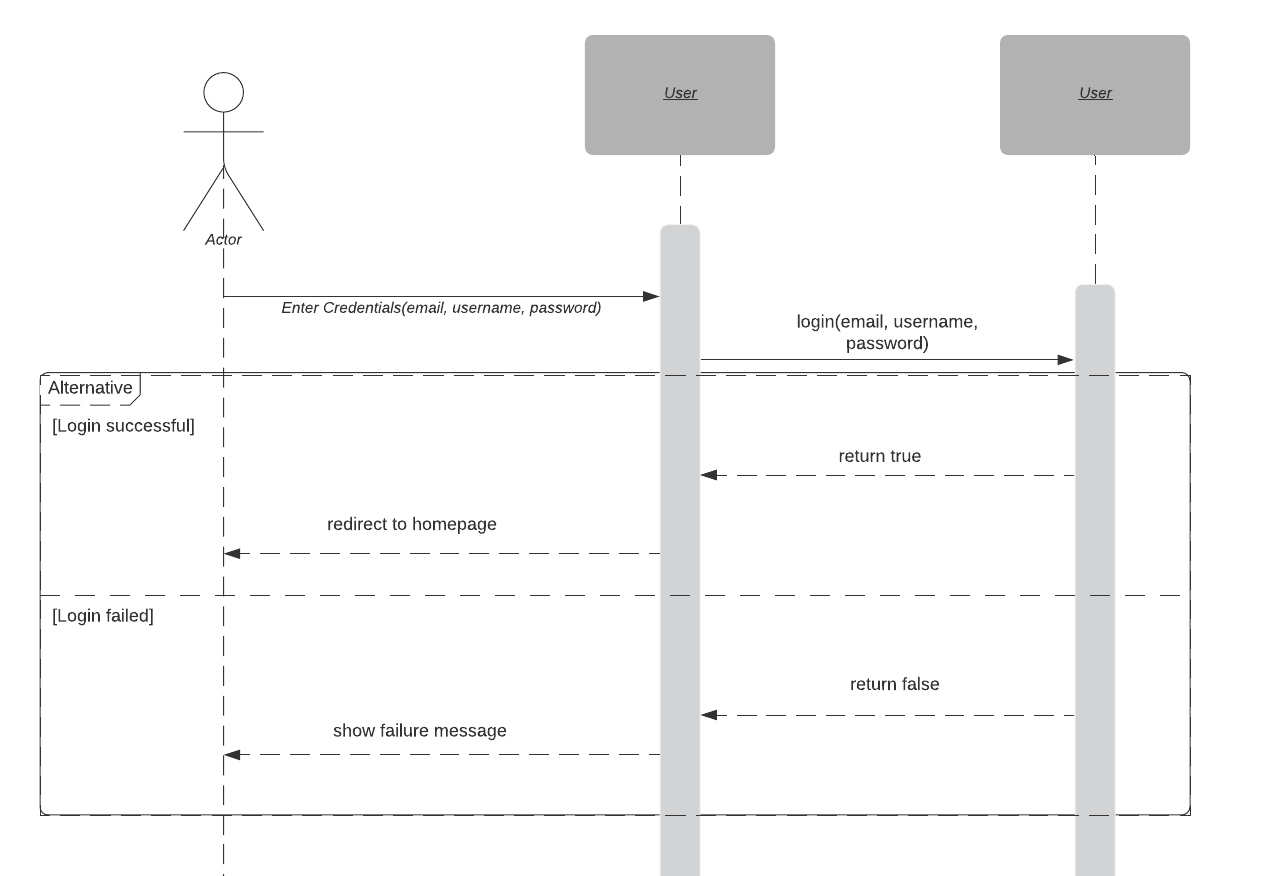 User
User
Actor
Enter Credentials(email, username, password)
login(email, username,
password)
Alternative
[Login successful]
return true
redirect to homepage
[Login failed]
return false
show failure message